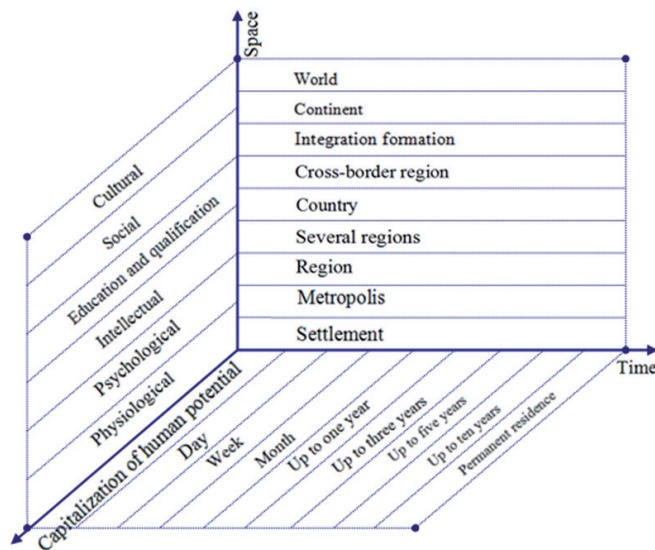 Space
World
Continent
Integration formation
Cross-border region
Country
Several regions
Region
Metropolis
Settlement
Cultural
Social
Education and qualification
Intellectual
Psychological
Physiological
Capitalization of human potential
Time
Day
Week
Month
Up to one year
Up to three years
Up to five years
Up to ten years
Permanent residence